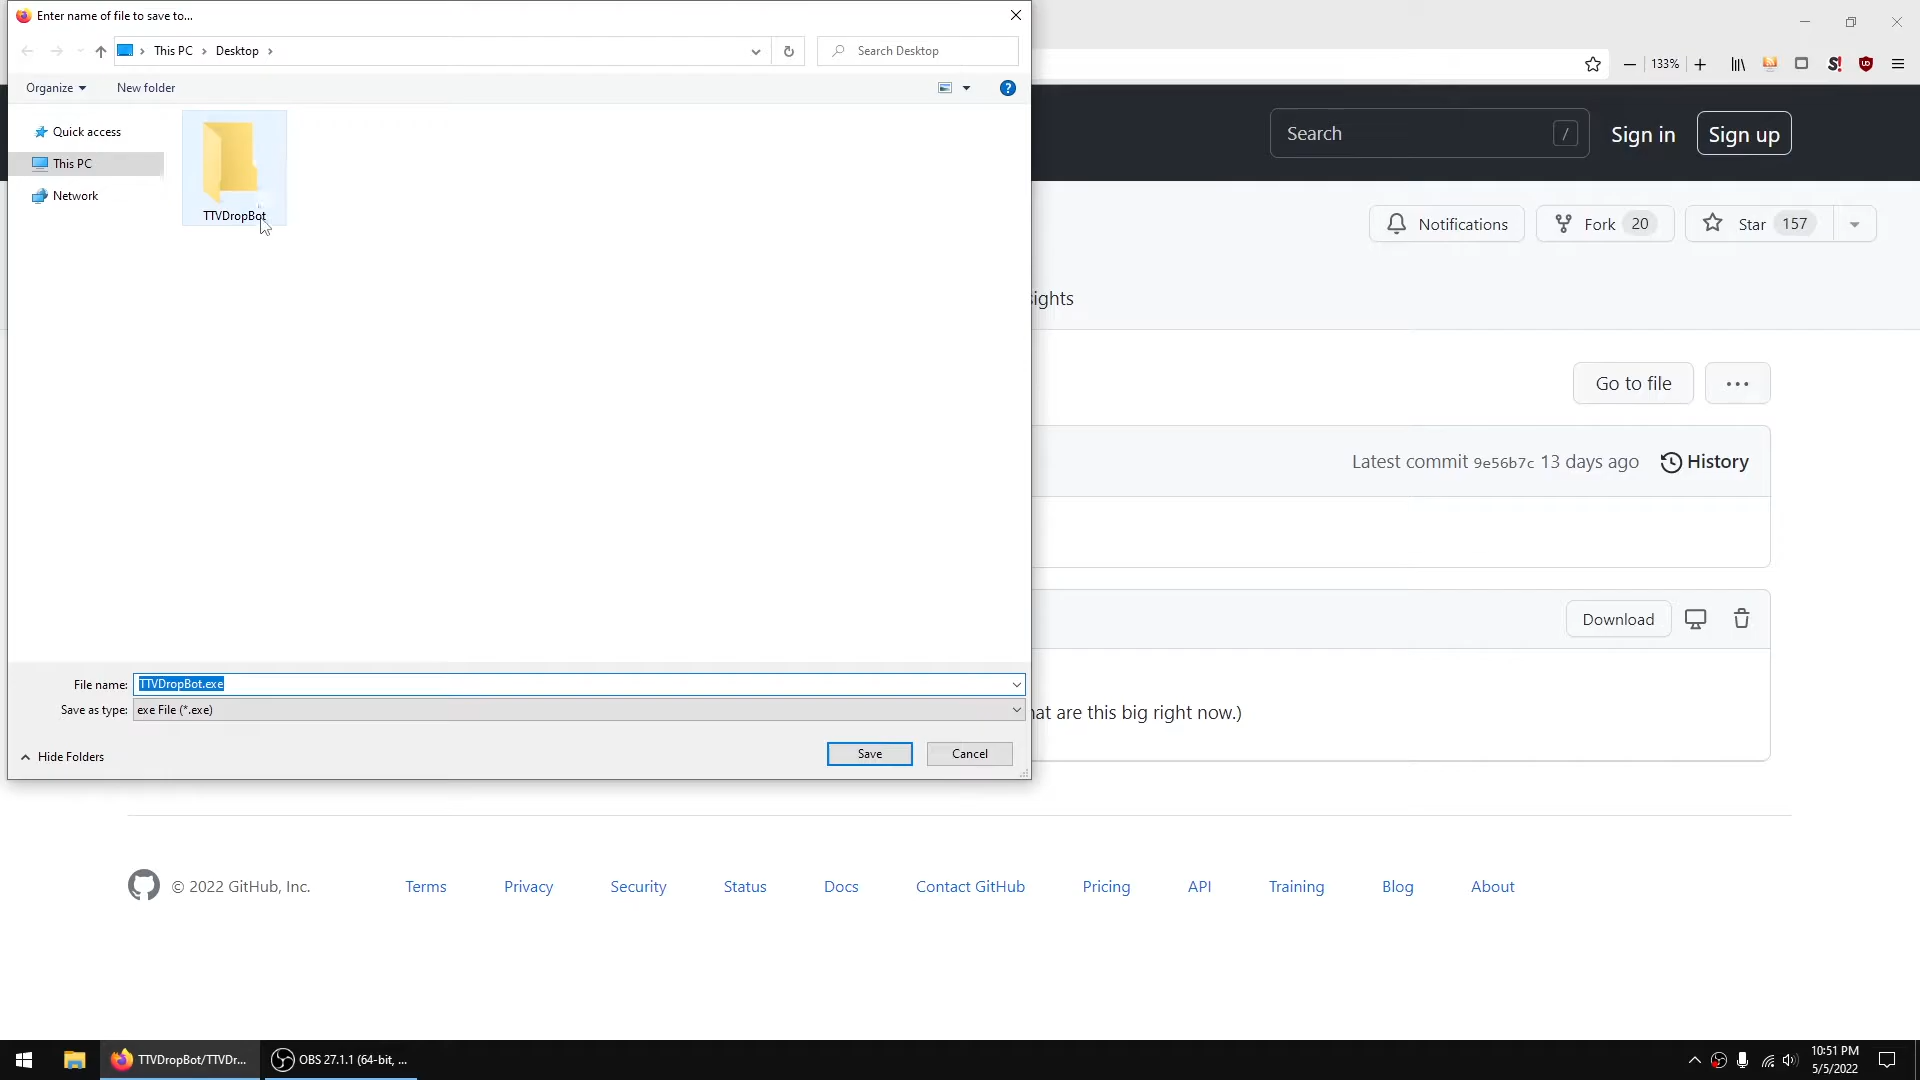 Enter name of file to save to...
This PC
Desktop
Search Desktop
133%
S!
Organize
New folder
?
Quick access
This PC
Network
TTVDropBot
Search
/
Sign in
Sign up
Notifications
Fork 20
Star 157
ights
Go to file
Latest commit 9e56b7c 13 days ago
History
Download
hat are this big right now.)
File name:
TTVDropBot.exe
Save as type:
exe File (*.exe)
Hide Folders
Save
Cancel
© 2022 GitHub, Inc.
Terms
Privacy
Security
Status
Docs
Contact GitHub
Pricing
API
Training
Blog
About
TTVDropBot/TTVDr...
OBS 27.1.1 (64-bit, ...
10:51 PM
5/5/2022